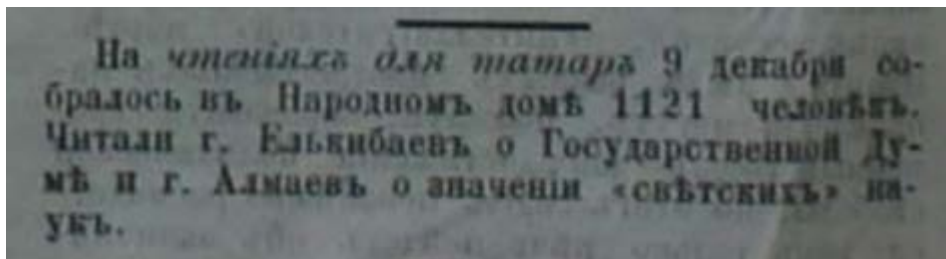 На чтеніяхъ для татаръ 9 декабря со-
бралось въ Народномъ домѣ 1121 человѣкъ.
Читали г. Елькибаевъ о Государственной Ду-
мѣ и г. Алмаевъ о значеніи «свѣтскихъ» на-
укъ.